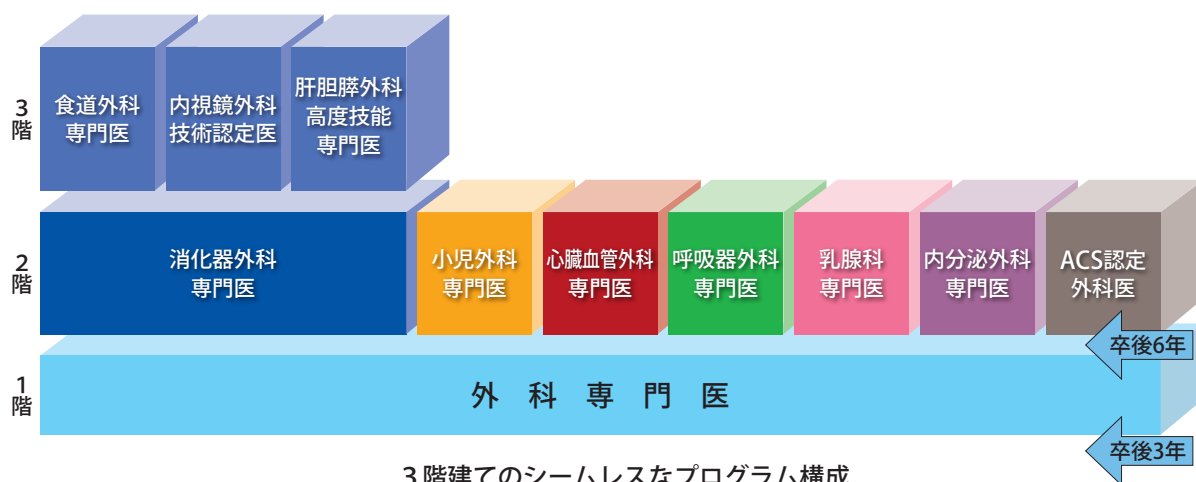 3
階
食道外科
専門医
内視鏡外科
技術認定医
肝胆膵外科
高度技能
専門医
2
階
消化器外科
専門医
小児外科
専門医
心臓血管外科
専門医
呼吸器外科
専門医
乳腺科
専門医
内分泌外科
専門医
ACS認定
外科医
卒後6年
1
階
外科専門医
卒後3年
3階建てのシームレスなプログラム構成